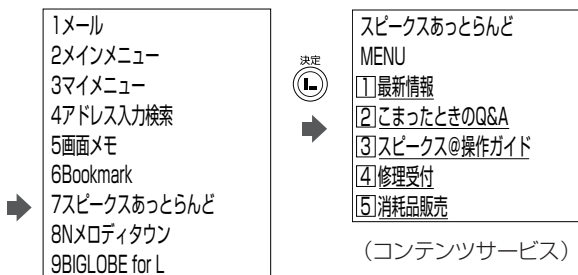 1メール
2メインメニュー
3マイメニュー
4アドレス入力検索
5画面メモ
6Bookmark
7スピークスあっとらんど
8Nメロディタウン
9BIGLOBE for L
決定
L
スピークスあっとらんど
MENU
1最新情報
2こまったときのQ&A
3スピークス@操作ガイド
4修理受付
5消耗品販売
（コンテンツサービス）